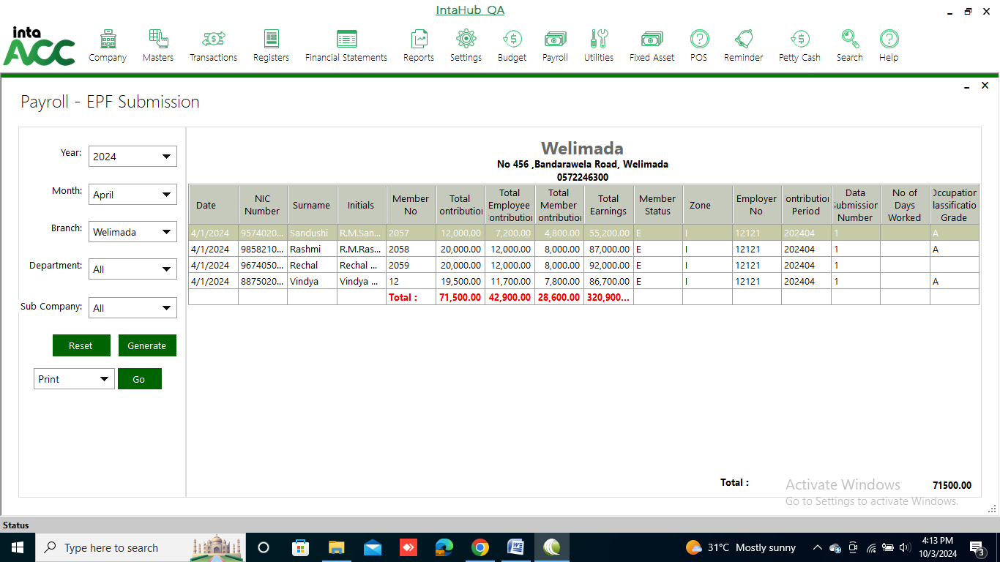 IntaHub_QA
inta
ACC
Company Masters Transactions Registers Financial Statements Reports Settings Budget Payroll Utilities Fixed Asset POS Reminder Petty Cash Search Help
Payroll - EPF Submission
Year: 2024
Month: April
Branch: Welimada
Department: All
Sub Company: All
Reset Generate
Print Go
Welimada
No 456 ,Bandarawela Road, Welimada
0572246300
Date NIC Number Surname Initials Member No Total ontributio Total Employee ontributio Total Member ontributio Total Earnings Member Status Zone Employer No ontributio Period Data ubmission Number No of Days Worked Occupation lassificatio Grade
4/1/2024 9574020... Sandushi R.M.San... 2057 12,000.00 7,200.00 4,800.00 55,200.00 E I 12121 202404 1 A
4/1/2024 9858210... Rashmi R.M.Ras... 2058 20,000.00 12,000.00 8,000.00 87,000.00 E I 12121 202404 1 A
4/1/2024 9674050... Rechal Rechal ... 2059 20,000.00 12,000.00 8,000.00 92,000.00 E I 12121 202404 1
4/1/2024 8875020... Vindya Vindya ... 12 19,500.00 11,700.00 7,800.00 86,700.00 E I 12121 202404 1 A
Total : 71,500.00 42,900.00 28,600.00 320,900...
Total : 71500.00
Activate Windows
Go to Settings to activate Windows.
Status
Type here to search
31°C Mostly sunny
4:13 PM
10/3/2024
3